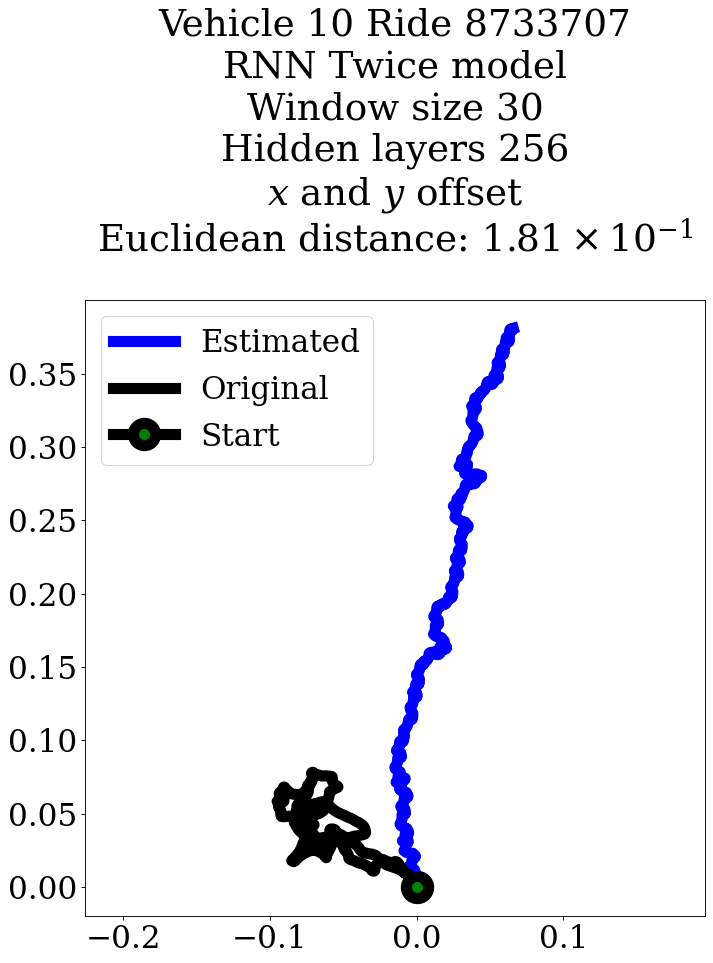 Vehicle 10 Ride 8733707
RNN Twice model
Window size 30
Hidden layers 256
x and y offset
Euclidean distance: 1.81 × 10⁻¹
Estimated
Original
Start
0.35
0.30
0.25
0.20
0.15
0.10
0.05
0.00
−0.2 −0.1 0.0 0.1